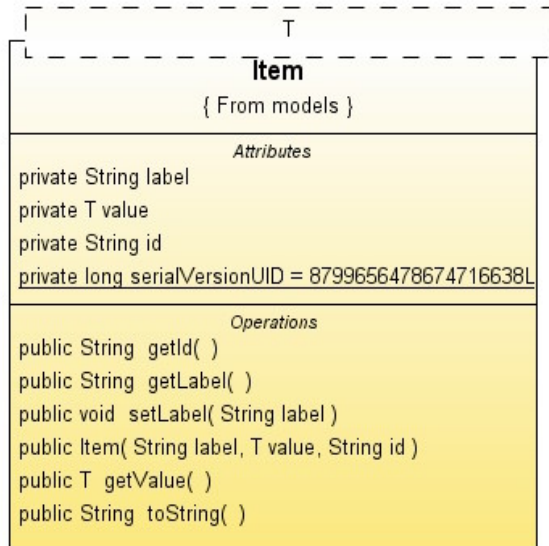 T
Item
{ From models }
Attributes
private String label
private T value
private String id
private long serialVersionUID = 8799656478674716638L
Operations
public String getId( )
public String getLabel( )
public void setLabel( String label )
public Item( String label, T value, String id )
public T getValue( )
public String toString( )